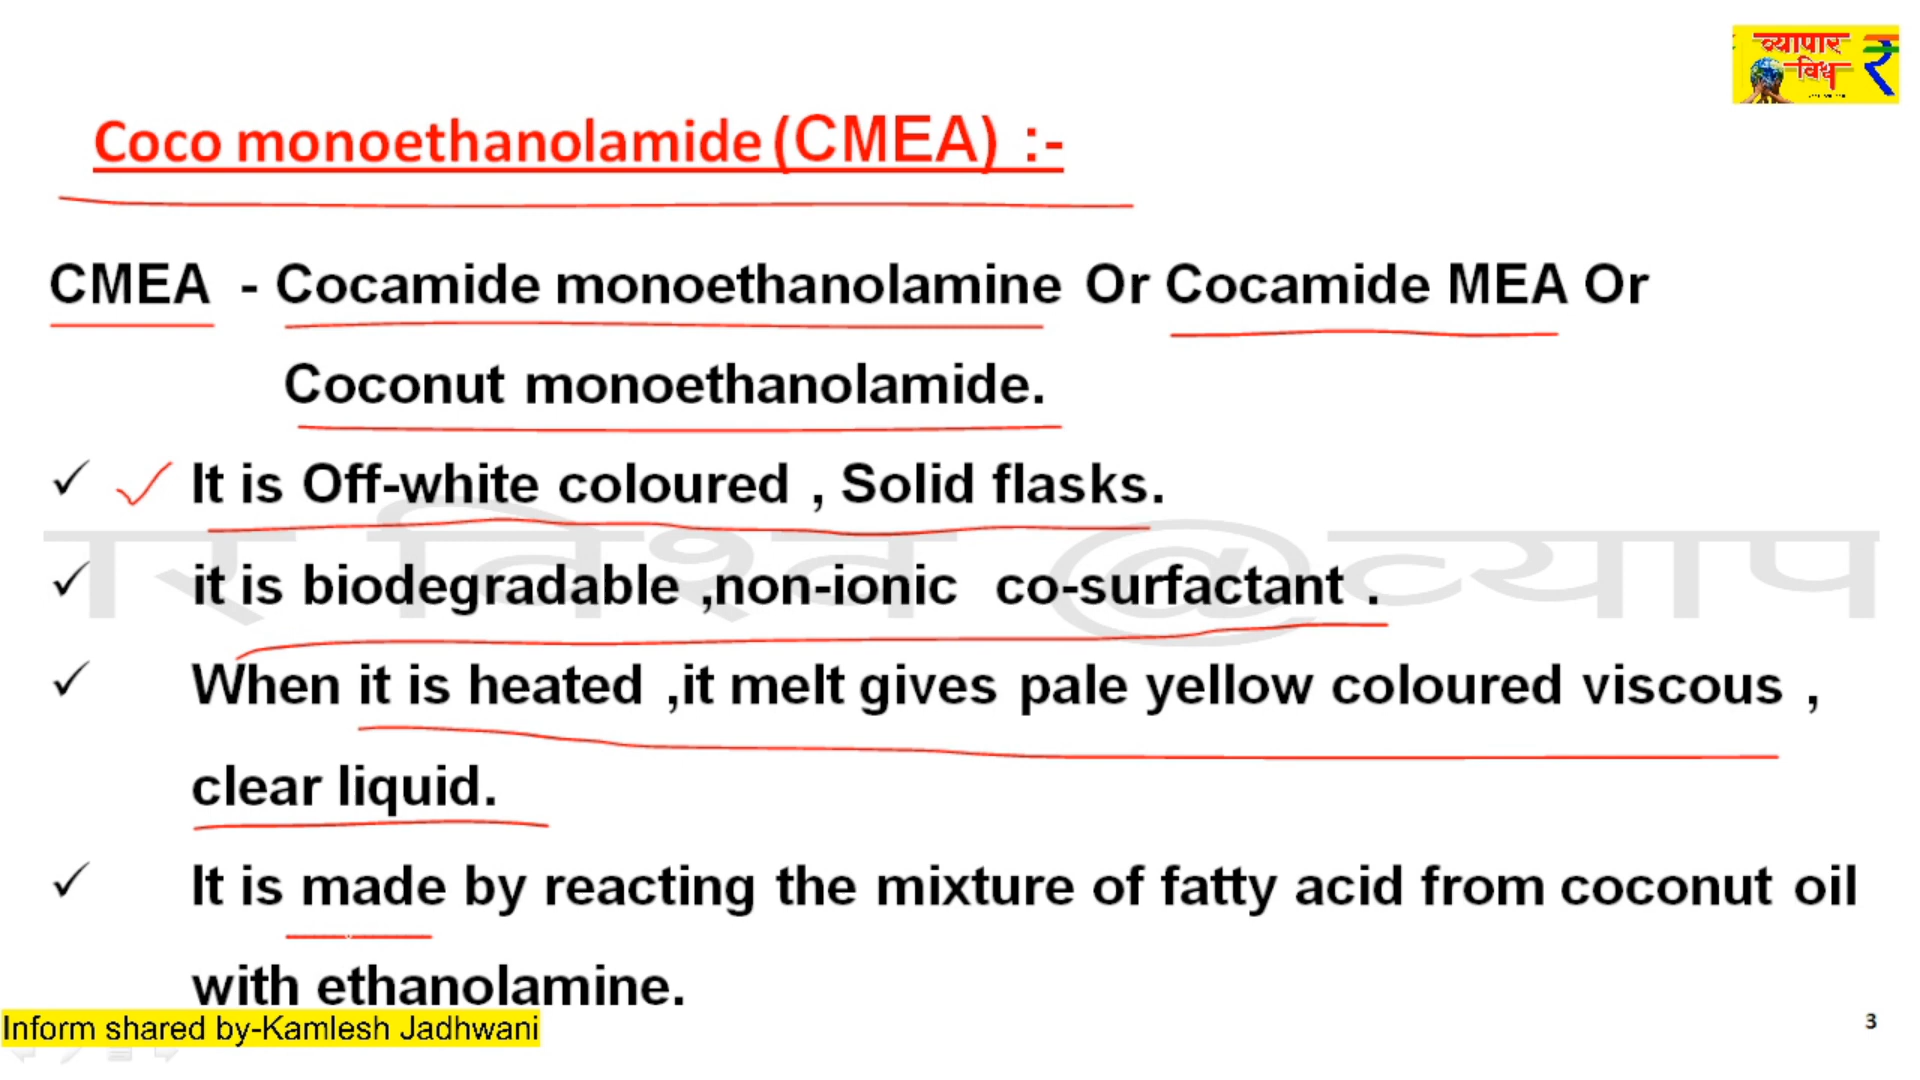 व्यापार
विश्व
Coco monoethanolamide (CMEA) :-
CMEA - Cocamide monoethanolamine Or Cocamide MEA Or
Coconut monoethanolamide.
✓ It is Off-white coloured , Solid flasks.
र विश्व @व्याप
✓ it is biodegradable ,non-ionic co-surfactant .
✓ When it is heated ,it melt gives pale yellow coloured viscous ,
clear liquid.
✓ It is made by reacting the mixture of fatty acid from coconut oil
with ethanolamine.
Inform shared by-Kamlesh Jadhwani
3